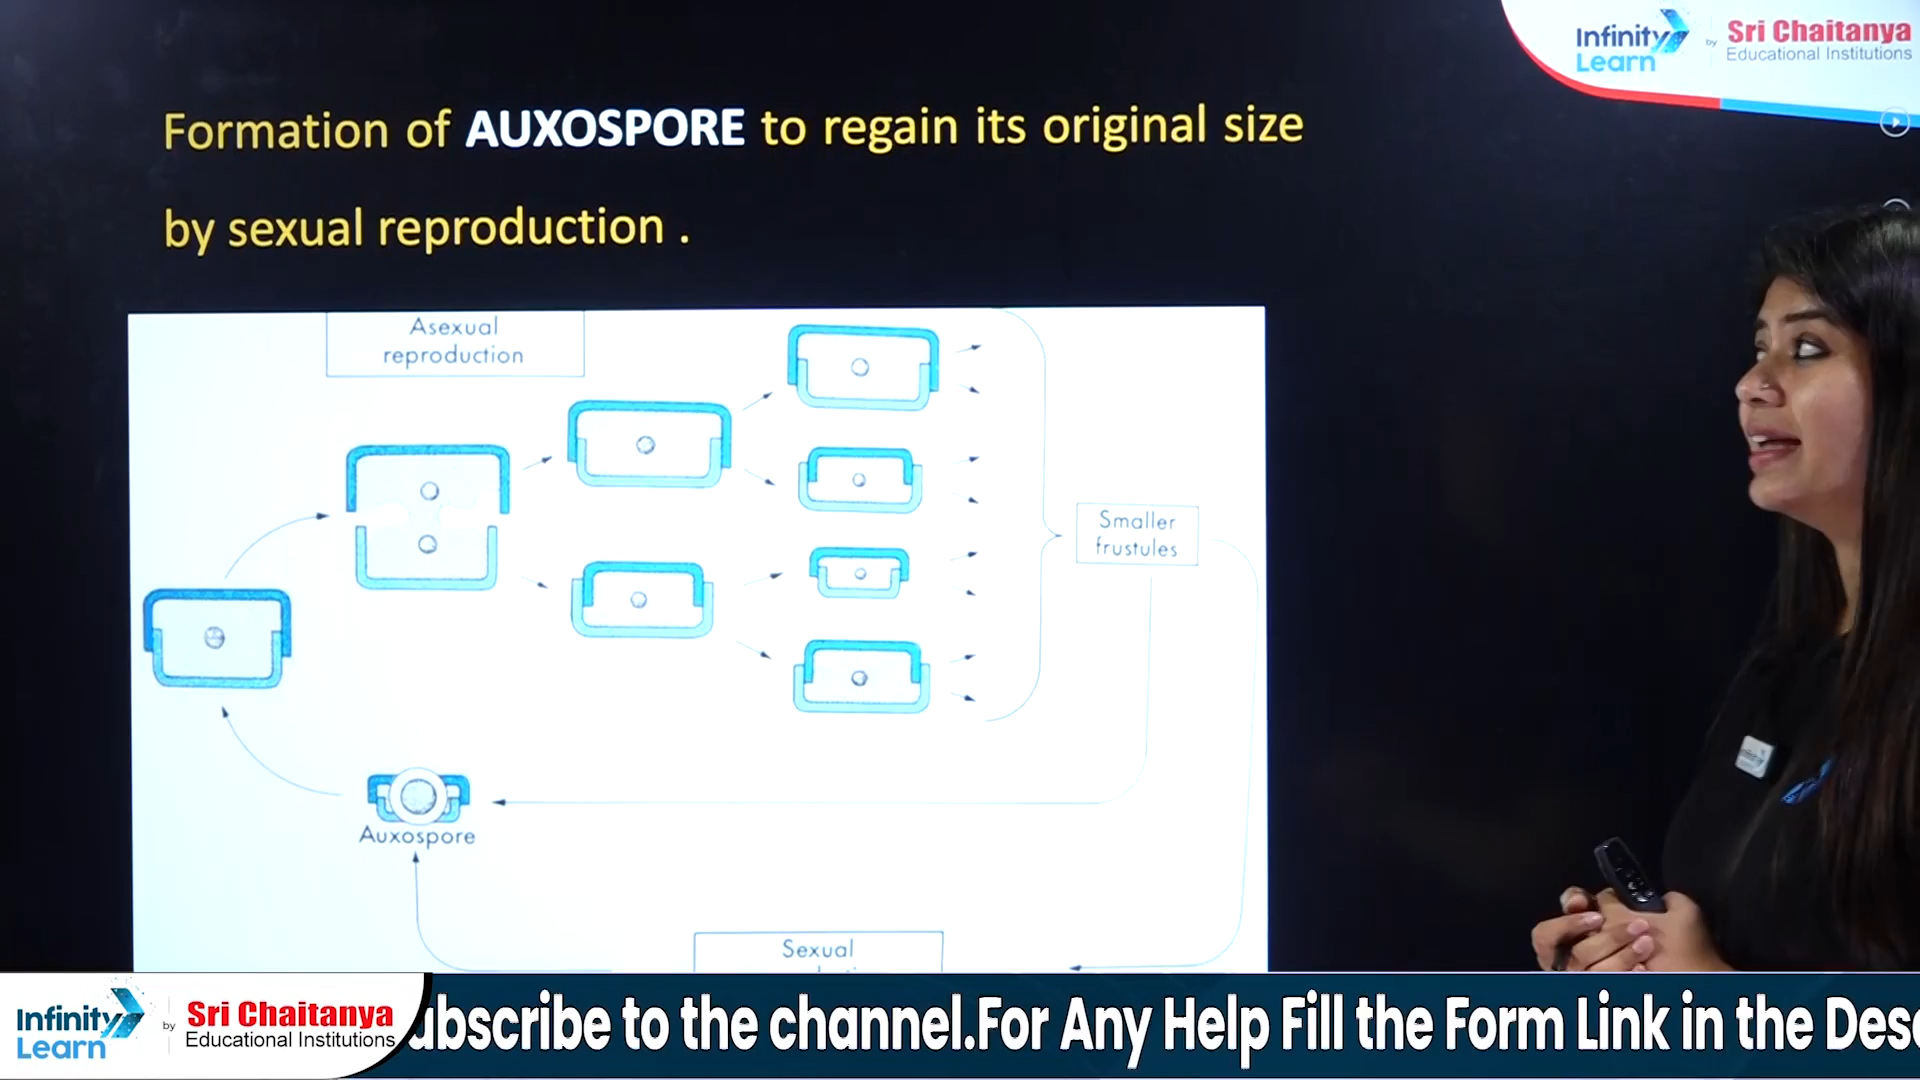 Infinity Learn
by
Sri Chaitanya
Educational Institutions
Formation of AUXOSPORE to regain its original size
by sexual reproduction .
Asexual
reproduction
Smaller
frustules
Auxospore
Sexual
Infinity Learn
by
Sri Chaitanya
Educational Institutions
ubscribe to the channel.For Any Help Fill the Form Link in the Desc